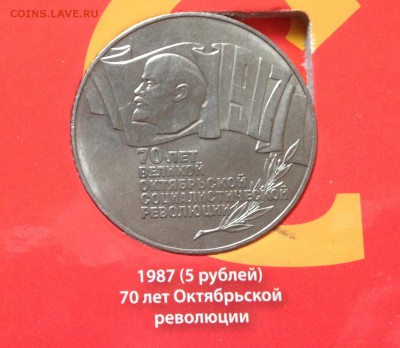 COINS.LAVE.RU
1917
70 ЛЕТ
ВЕЛИКОЙ
ОКТЯБРЬСКОЙ
СОЦИАЛИСТИЧЕСКОЙ
РЕВОЛЮЦИИ
1987 (5 рублей)
70 лет Октябрьской
революции